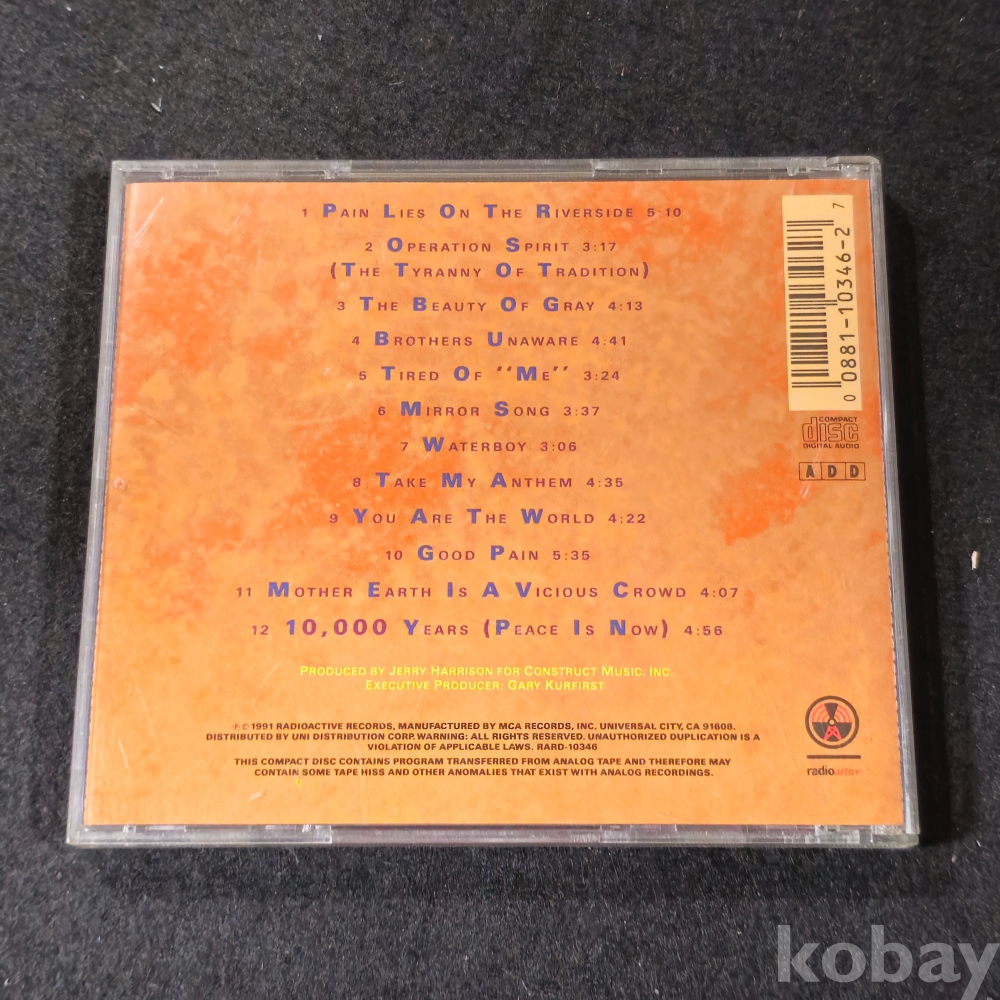 1 PAIN LIES ON THE RIVERSIDE 5:10
2 OPERATION SPIRIT 3:17
(THE TYRANNY OF TRADITION)
3 THE BEAUTY OF GRAY 4:13
4 BROTHERS UNAWARE 4:41
5 TIRED OF "ME" 3:24
6 MIRROR SONG 3:37
7 WATERBOY 3:06
8 TAKE MY ANTHEM 4:35
9 YOU ARE THE WORLD 4:22
10 GOOD PAIN 5:35
11 MOTHER EARTH IS A VICIOUS CROWD 4:07
12 10,000 YEARS (PEACE IS NOW) 4:56
PRODUCED BY JERRY HARRISON FOR CONSTRUCT MUSIC, INC.
EXECUTIVE PRODUCER: GARY KURFIRST
℗ © 1991 RADIOACTIVE RECORDS, MANUFACTURED BY MCA RECORDS, INC. UNIVERSAL CITY, CA 91608.
DISTRIBUTED BY UNI DISTRIBUTION CORP. WARNING: ALL RIGHTS RESERVED. UNAUTHORIZED DUPLICATION IS A
VIOLATION OF APPLICABLE LAWS. RARD-10346
THIS COMPACT DISC CONTAINS PROGRAM TRANSFERRED FROM ANALOG TAPE AND THEREFORE MAY
CONTAIN SOME TAPE HISS AND OTHER ANOMALIES THAT EXIST WITH ANALOG RECORDINGS.
0 0881-10346-2 7
COMPACT
disc
DIGITAL AUDIO
A D D
radioactive
kobay